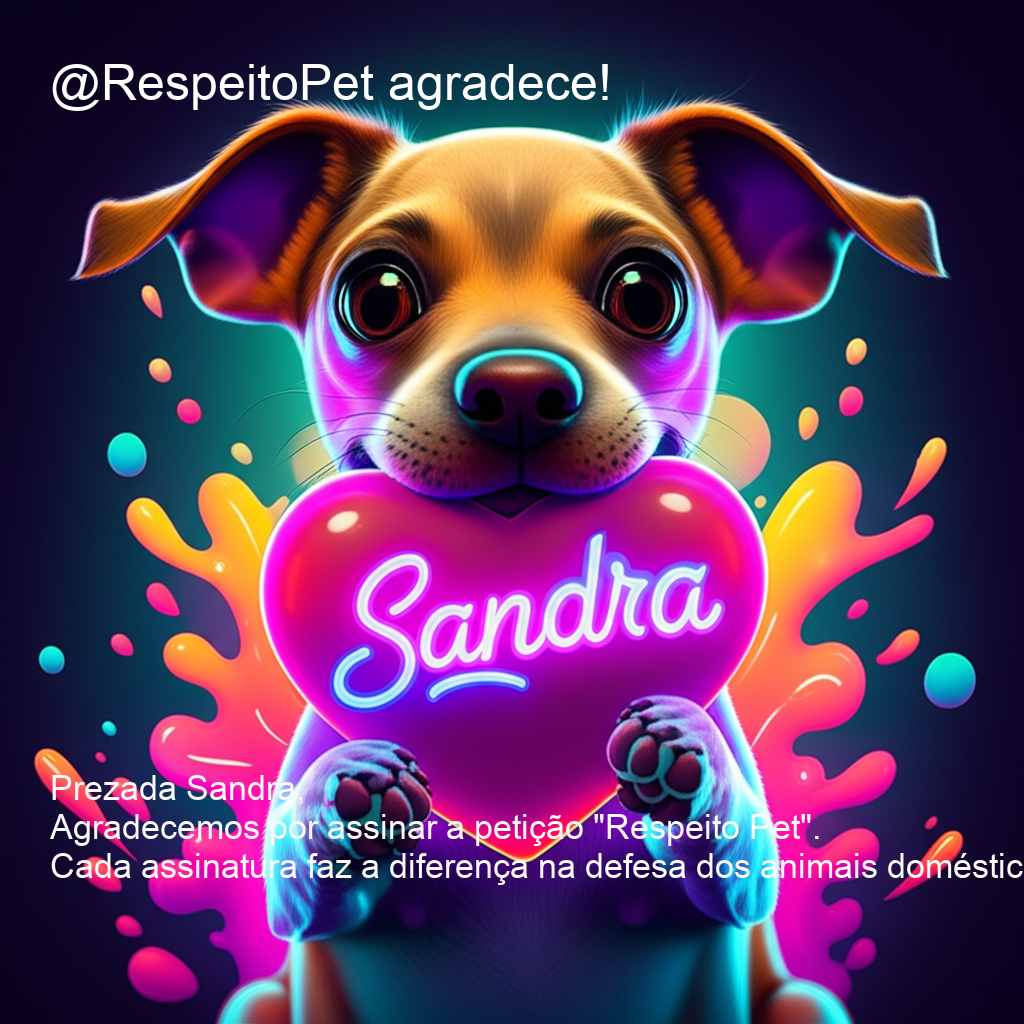 @RespeitoPet agradece!
Sandra
Prezada Sandra,
Agradecemos por assinar a petição "Respeito Pet".
Cada assinatura faz a diferença na defesa dos animais doméstic